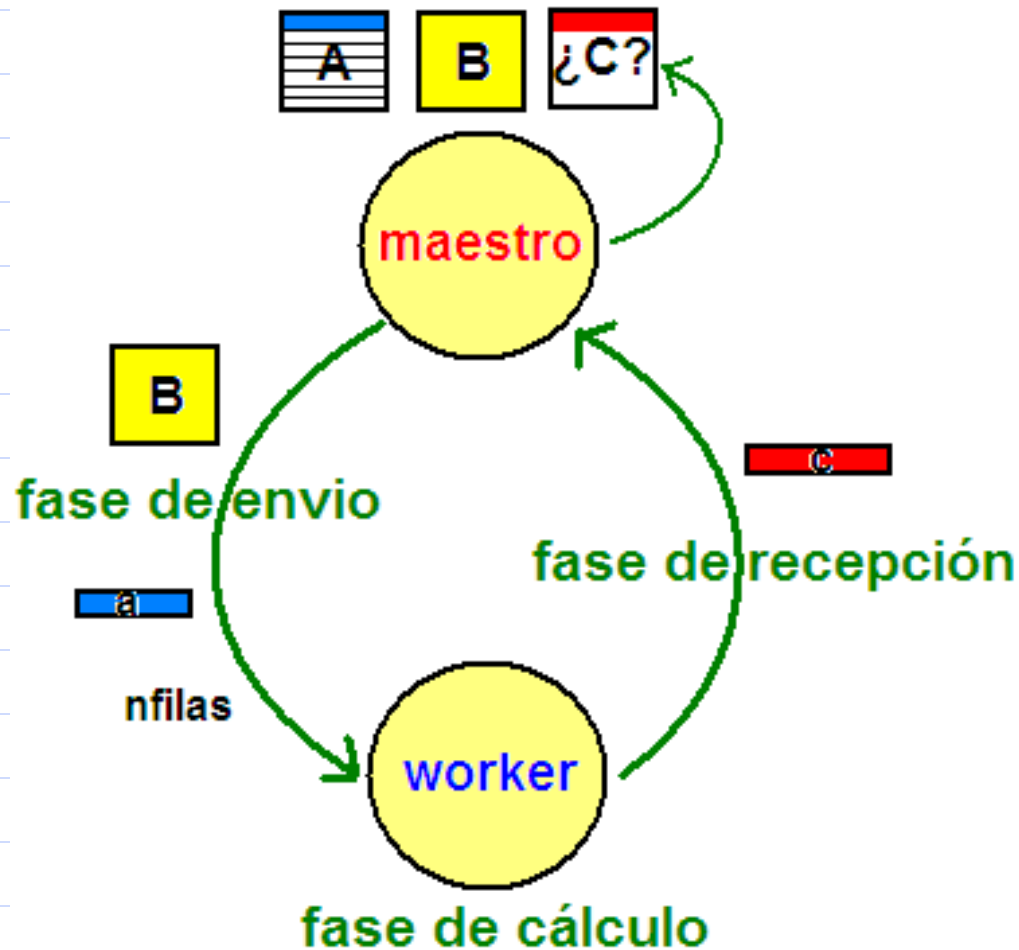 A B ¿C?
maestro
B
fase de envio
c
fase de recepción
a
nfilas
worker
fase de cálculo